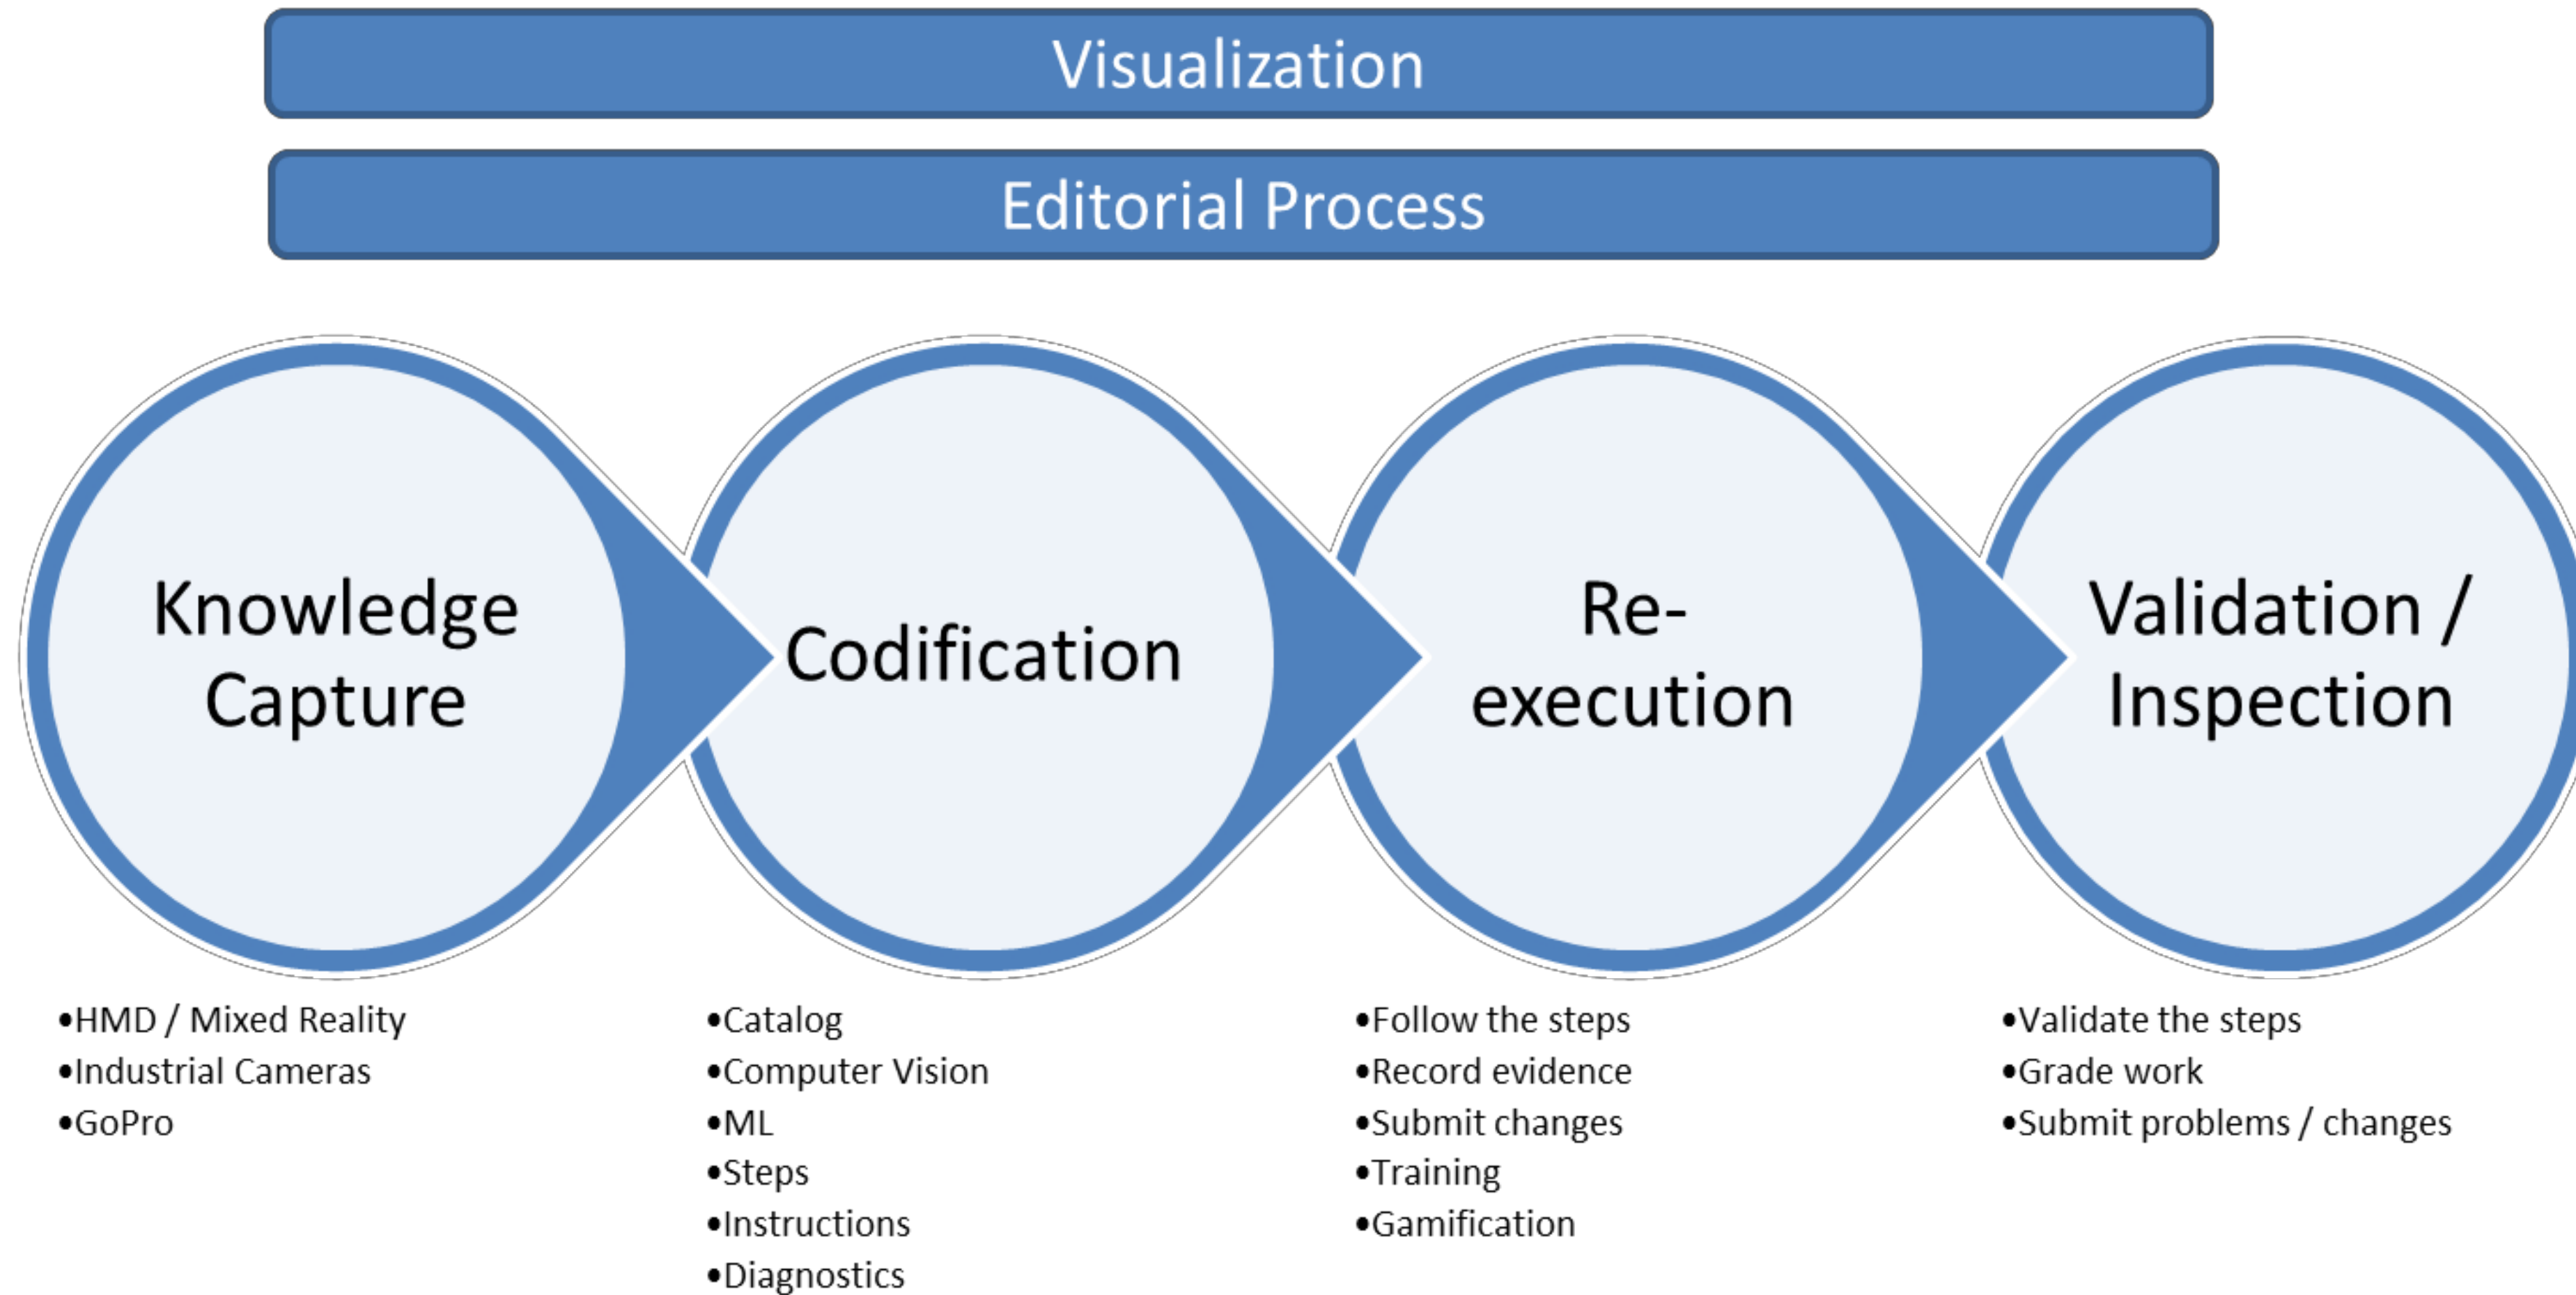 Visualization
Editorial Process
Knowledge
Capture
Codification
Re-
execution
Validation /
Inspection
•HMD / Mixed Reality
•Industrial Cameras
•GoPro
•Catalog
•Computer Vision
•ML
•Steps
•Instructions
•Diagnostics
•Follow the steps
•Record evidence
•Submit changes
•Training
•Gamification
•Validate the steps
•Grade work
•Submit problems / changes